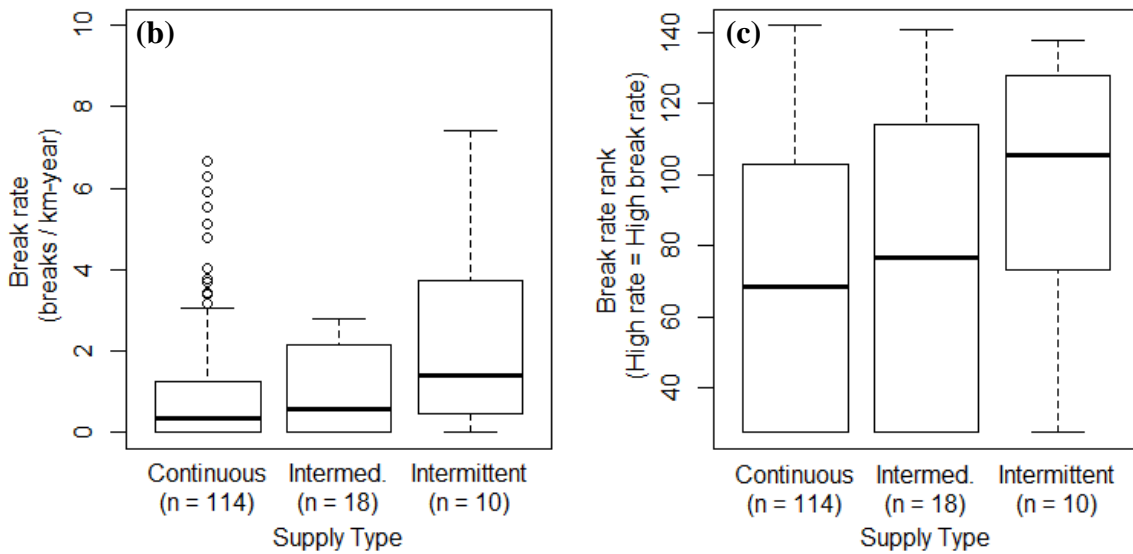 (b)
10
8
6
4
2
0
Break rate
(breaks / km-year)
Continuous Intermed. Intermittent
(n = 114) (n = 18) (n = 10)
Supply Type
(c)
140
120
100
80
60
40
Break rate rank
(High rate = High break rate)
Continuous Intermed. Intermittent
(n = 114) (n = 18) (n = 10)
Supply Type